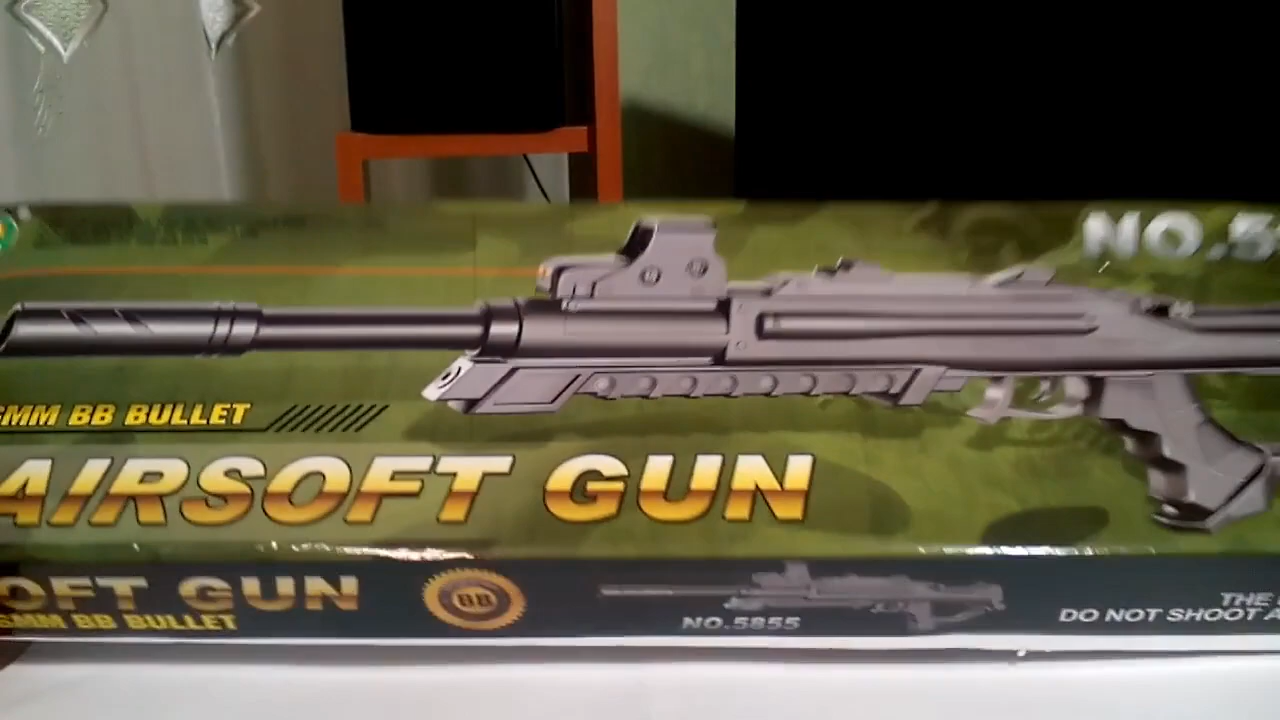 NO.5
6MM BB BULLET
AIRSOFT GUN
OFT GUN
6MM BB BULLET
BB
NO.5855
THE
DO NOT SHOOT A